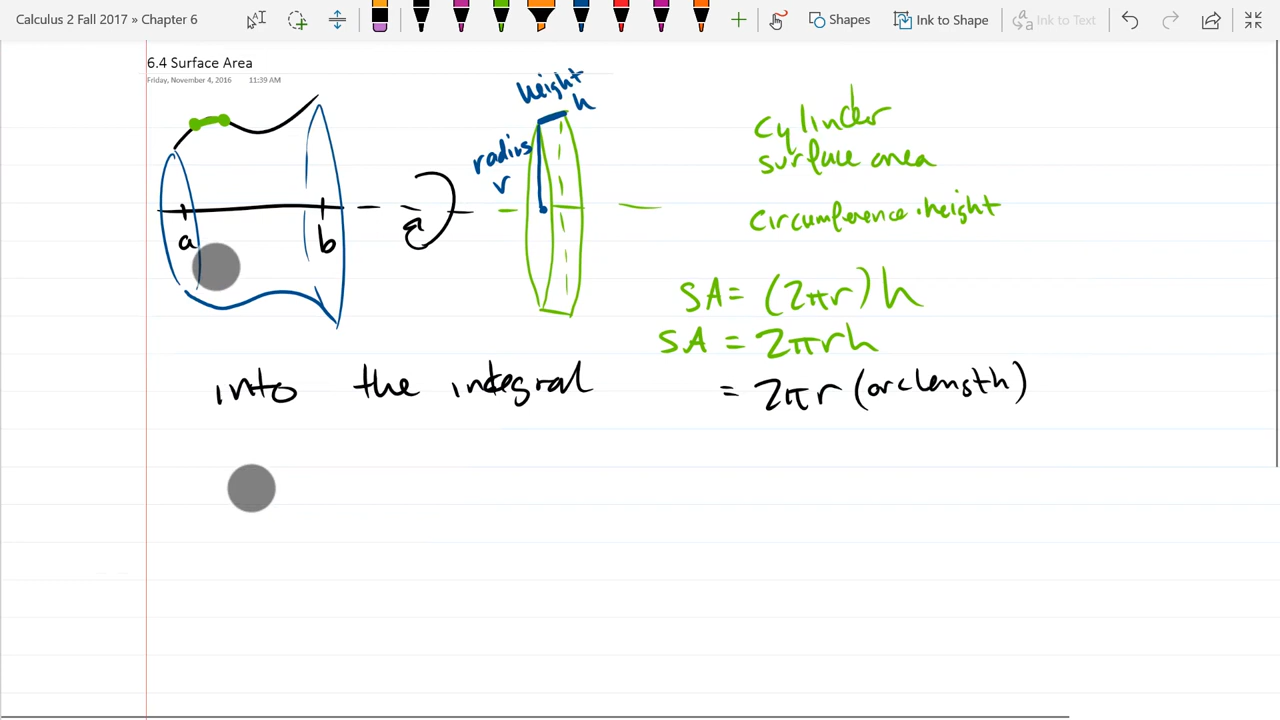 Calculus 2 Fall 2017 » Chapter 6
Shapes
Ink to Shape
Ink to Text
6.4 Surface Area
Friday, November 4, 2016 11:39 AM
height
h
radius
r
a
b
cylinder
surface area
circumference · height
SA = (2πr)h
SA = 2πrh
into the integral
= 2πr (arclength)